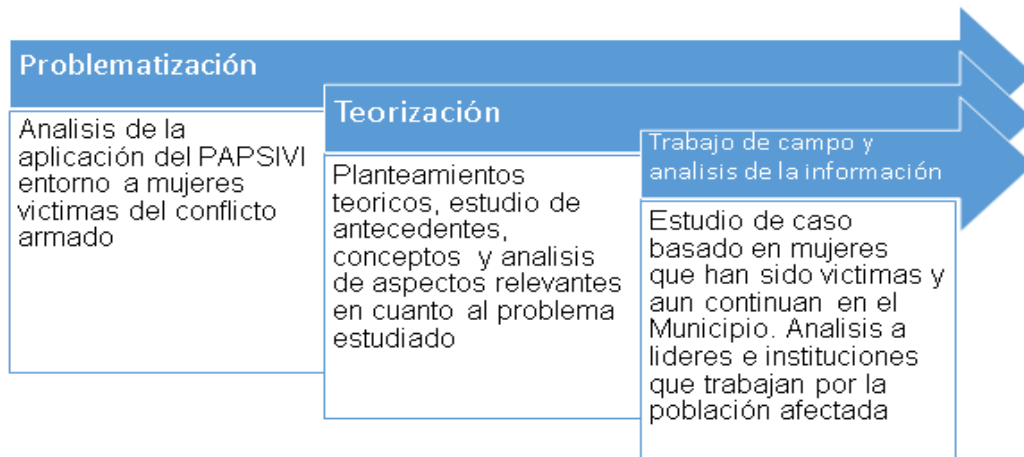 Problematización
Analisis de la
aplicación del PAPSIVI
entorno a mujeres
victimas del conflicto
armado
Teorización
Planteamientos
teoricos, estudio de
antecedentes,
conceptos y analisis
de aspectos relevantes
en cuanto al problema
estudiado
Trabajo de campo y
analisis de la información
Estudio de caso
basado en mujeres
que han sido victimas y
aun continuan en el
Municipio. Analisis a
lideres e instituciones
que trabajan por la
población afectada